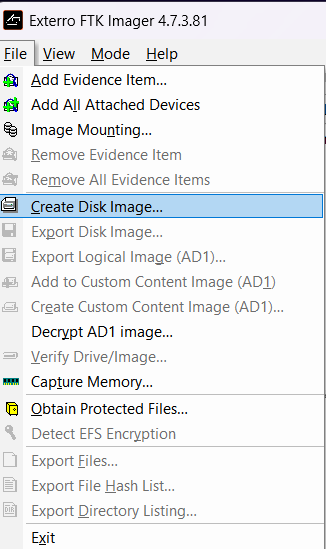 Exterro FTK Imager 4.7.3.81
File View Mode Help
Add Evidence Item...
Add All Attached Devices
Image Mounting...
Remove Evidence Item
Remove All Evidence Items
Create Disk Image...
Export Disk Image...
Export Logical Image (AD1)...
Add to Custom Content Image (AD1)
Create Custom Content Image (AD1)...
Decrypt AD1 image...
Verify Drive/Image...
Capture Memory...
Obtain Protected Files...
Detect EFS Encryption
Export Files...
Export File Hash List...
DIR Export Directory Listing...
Exit